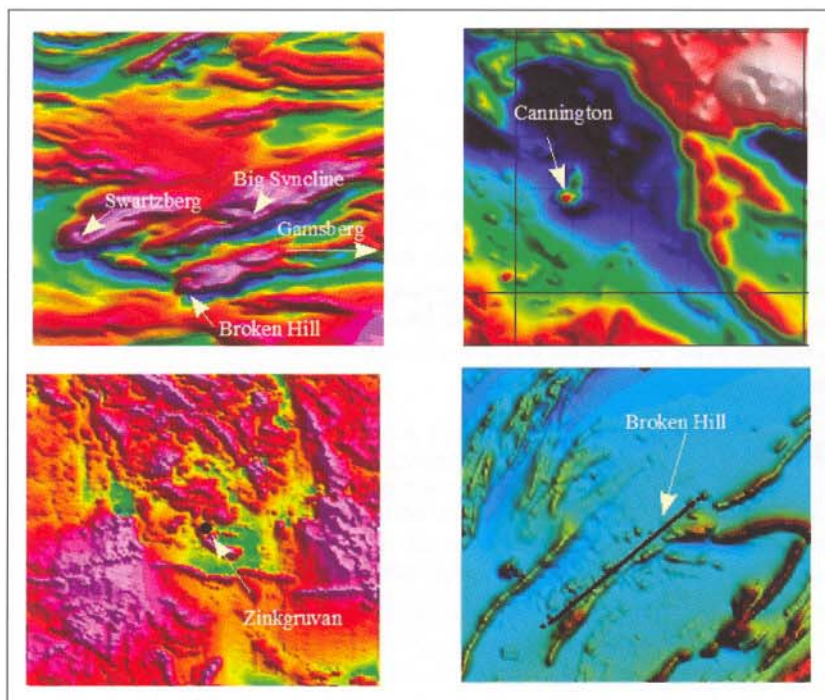 Swartzberg
Big Syncline
Gamsberg
Broken Hill
Cannington
Zinkgruvan
Broken Hill